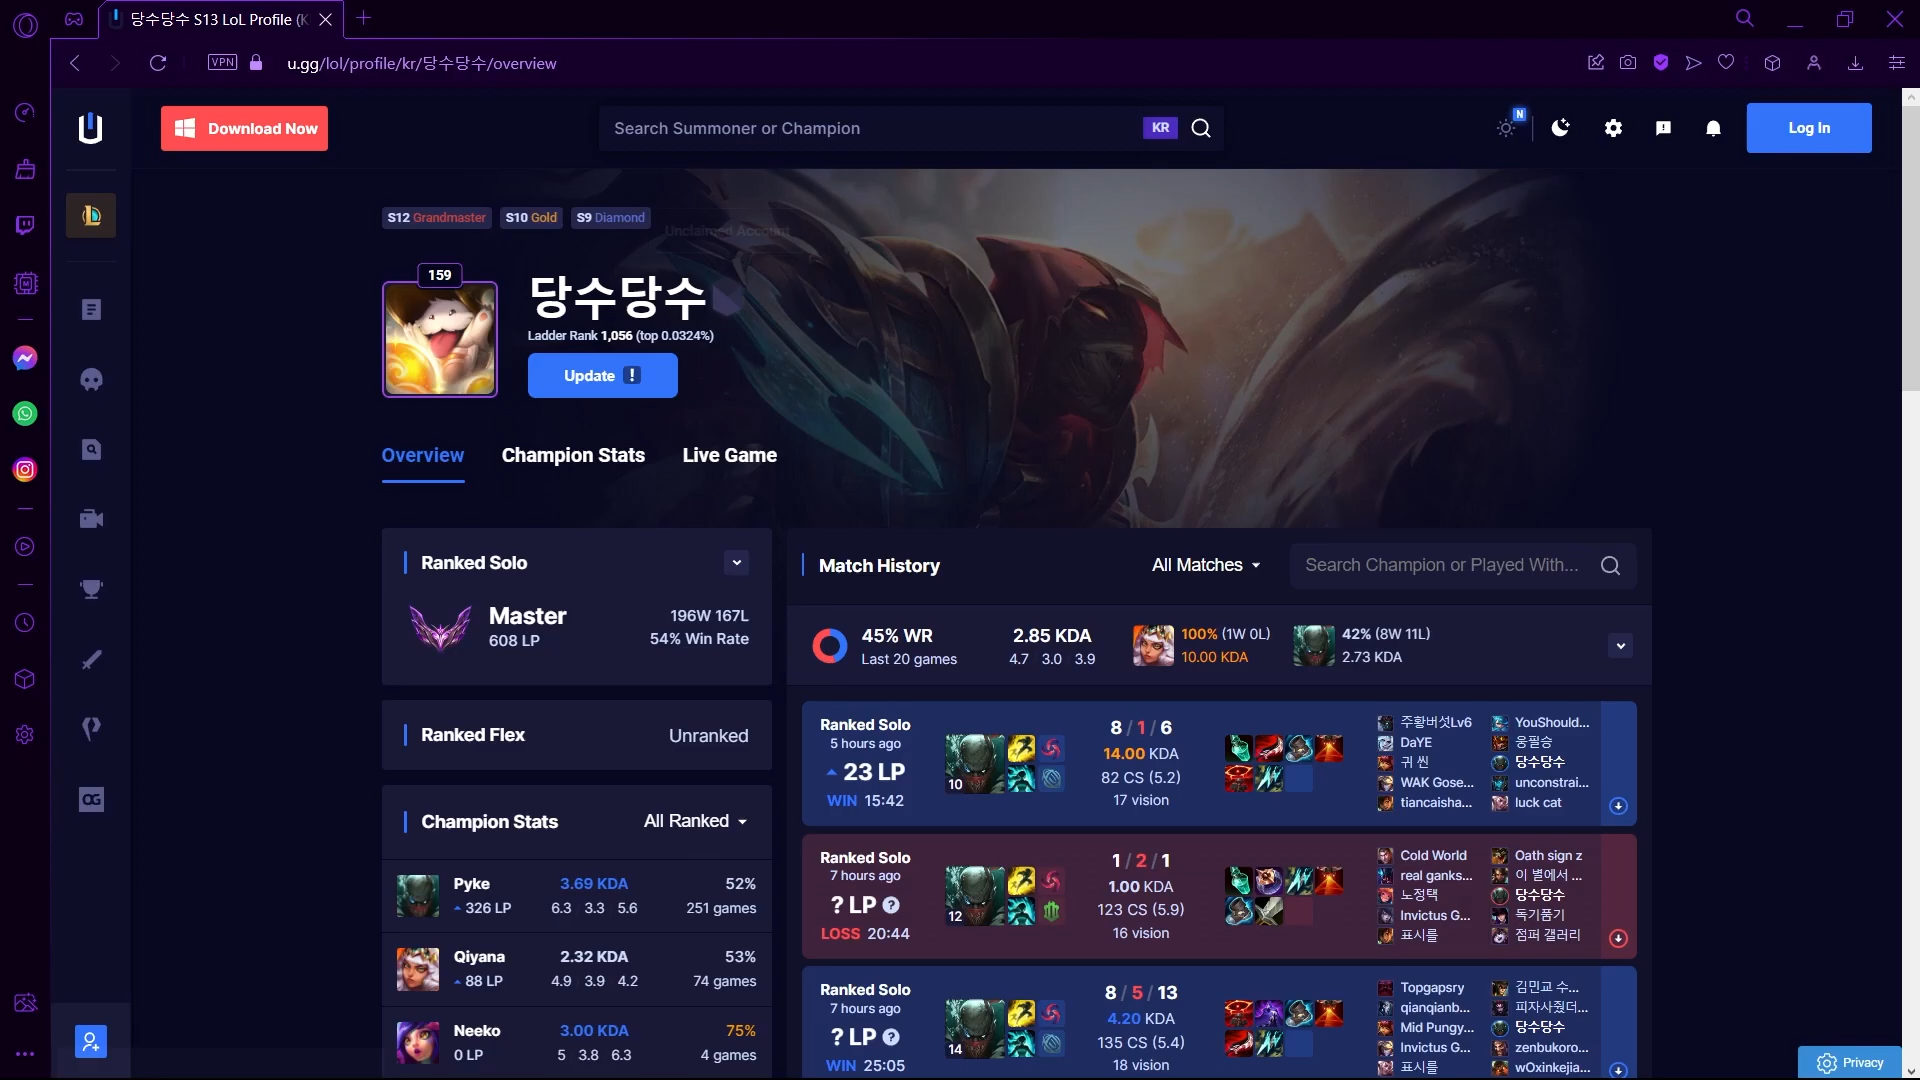 당수당수 S13 LoL Profile (K
VPN
u.gg/lol/profile/kr/당수당수/overview
Download Now
Search Summoner or Champion
KR
N
Log In
S12 Grandmaster
S10 Gold
S9 Diamond
Unclaimed Account
159
당수당수
Ladder Rank 1,056 (top 0.0324%)
Update !
Overview
Champion Stats
Live Game
Ranked Solo
Master
608 LP
196W 167L
54% Win Rate
Ranked Flex
Unranked
Champion Stats
All Ranked
Pyke
326 LP
3.69 KDA
6.3 3.3 5.6
52%
251 games
Qiyana
88 LP
2.32 KDA
4.9 3.9 4.2
53%
74 games
Neeko
0 LP
3.00 KDA
5 3.8 6.3
75%
4 games
OG
Match History
All Matches
Search Champion or Played With...
45% WR
Last 20 games
2.85 KDA
4.7 3.0 3.9
100% (1W 0L)
10.00 KDA
42% (8W 11L)
2.73 KDA
Ranked Solo
5 hours ago
23 LP
WIN 15:42
10
8 / 1 / 6
14.00 KDA
82 CS (5.2)
17 vision
주황버섯Lv6
DaYE
귀 씬
WAK Gose...
tiancaisha...
YouShould...
웅필승
당수당수
unconstrai...
luck cat
Ranked Solo
7 hours ago
? LP ?
LOSS 20:44
12
1 / 2 / 1
1.00 KDA
123 CS (5.9)
16 vision
Cold World
real ganks...
노정택
Invictus G...
표시를
Oath sign z
이 별에서 ...
당수당수
독기품기
점퍼 갤러리
Ranked Solo
7 hours ago
? LP ?
WIN 25:05
14
8 / 5 / 13
4.20 KDA
135 CS (5.4)
18 vision
Topgapsry
qianqianb...
Mid Pungy...
Invictus G...
표시를
김민교 수...
피자사줬더...
당수당수
zenbukoro...
wOxinkejia...
Privacy